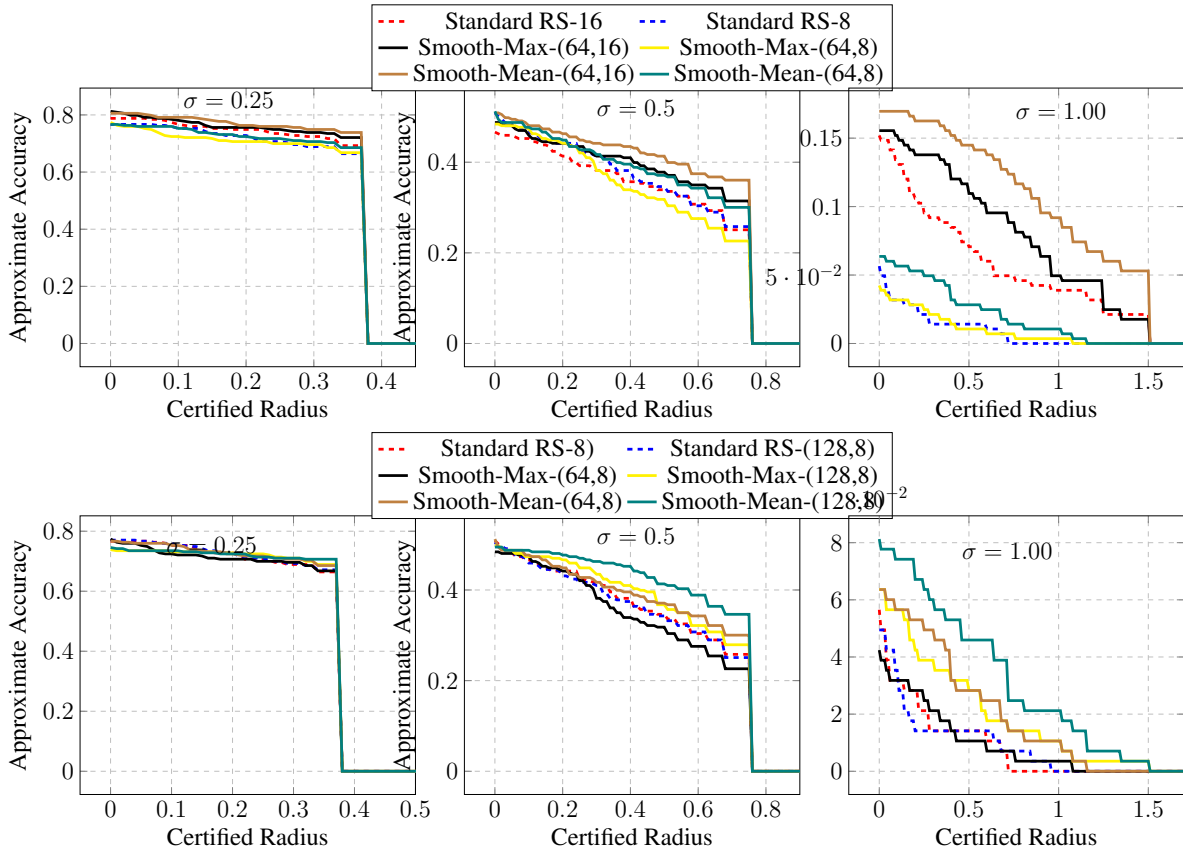 Standard RS-16 Standard RS-8
Smooth-Max-(64,16) Smooth-Max-(64,8)
Smooth-Mean-(64,16) Smooth-Mean-(64,8)
σ = 0.25
Approximate Accuracy
0.8
0.6
0.4
0.2
0
0 0.1 0.2 0.3 0.4
Certified Radius
σ = 0.5
Approximate Accuracy
0.4
0.2
0
0 0.2 0.4 0.6 0.8
Certified Radius
σ = 1.00
0.15
0.1
5 · 10⁻²
0
0 0.5 1 1.5
Certified Radius
Standard RS-8) Standard RS-(128,8)
Smooth-Max-(64,8) Smooth-Max-(128,8)
Smooth-Mean-(64,8) Smooth-Mean-(128,8)
σ = 0.25
Approximate Accuracy
0.8
0.6
0.4
0.2
0
0 0.1 0.2 0.3 0.4 0.5
Certified Radius
σ = 0.5
Approximate Accuracy
0.4
0.2
0
0 0.2 0.4 0.6 0.8
Certified Radius
·10⁻²
σ = 1.00
8
6
4
2
0
0 0.5 1 1.5
Certified Radius